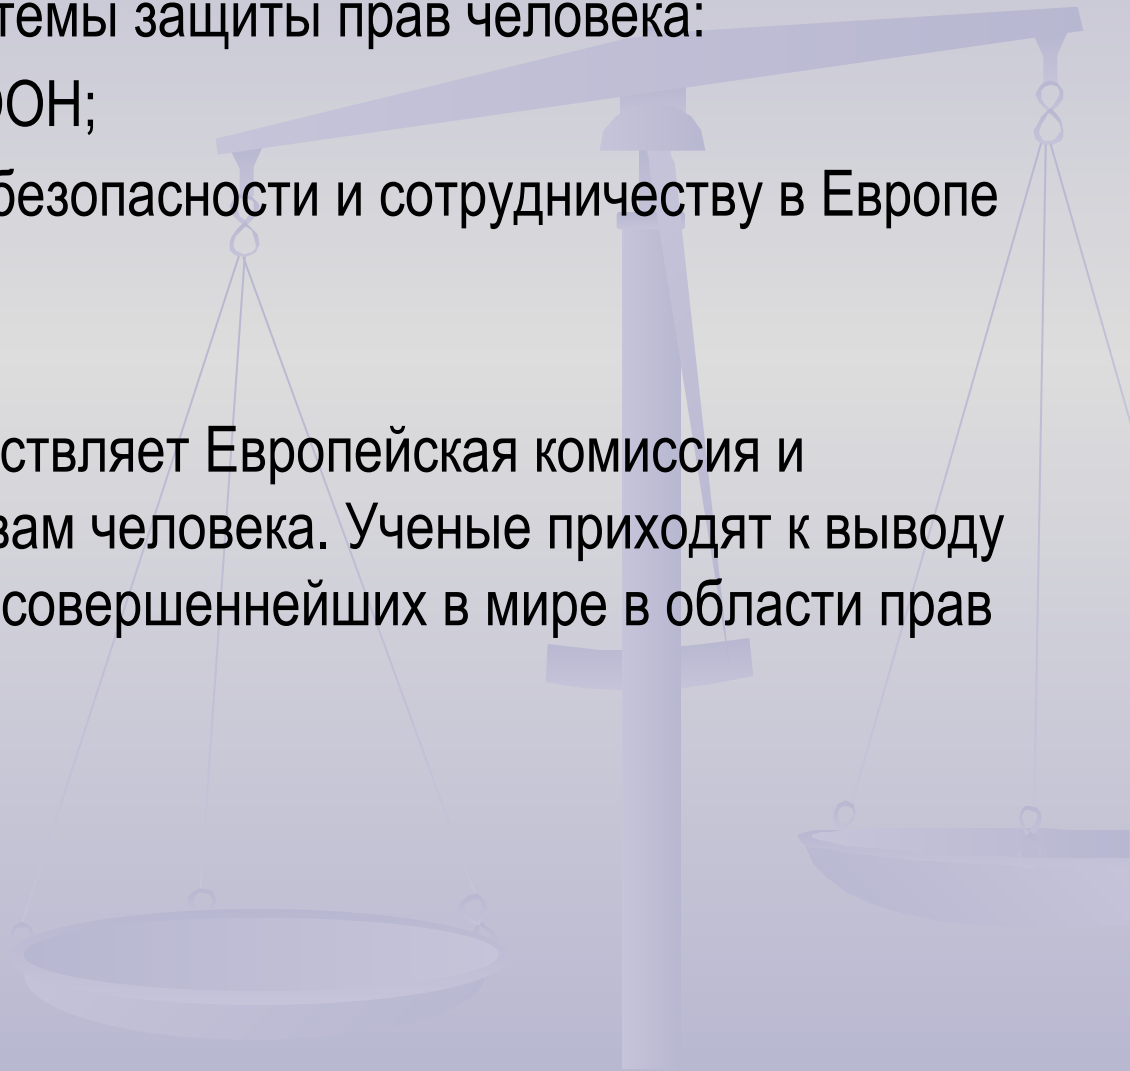 темы защиты прав человека:
ООН;
безопасности и сотрудничеству в Европе
ствляет Европейская комиссия и
вам человека. Ученые приходят к выводу
совершеннейших в мире в области прав